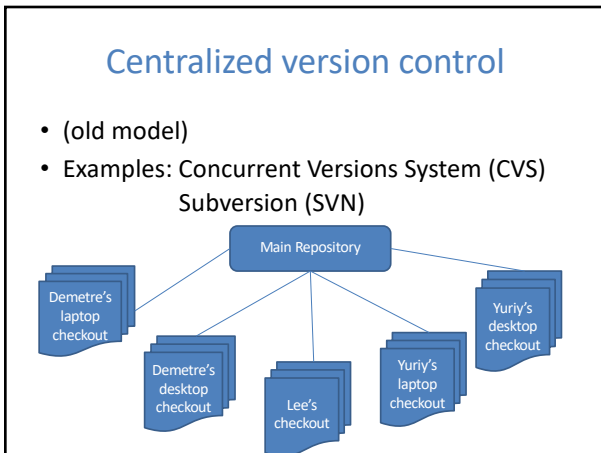 Centralized version control
• (old model)
• Examples: Concurrent Versions System (CVS)
Subversion (SVN)
Main Repository
Demetre’s
laptop
checkout
Demetre’s
desktop
checkout
Lee’s
checkout
Yuriy’s
laptop
checkout
Yuriy’s
desktop
checkout